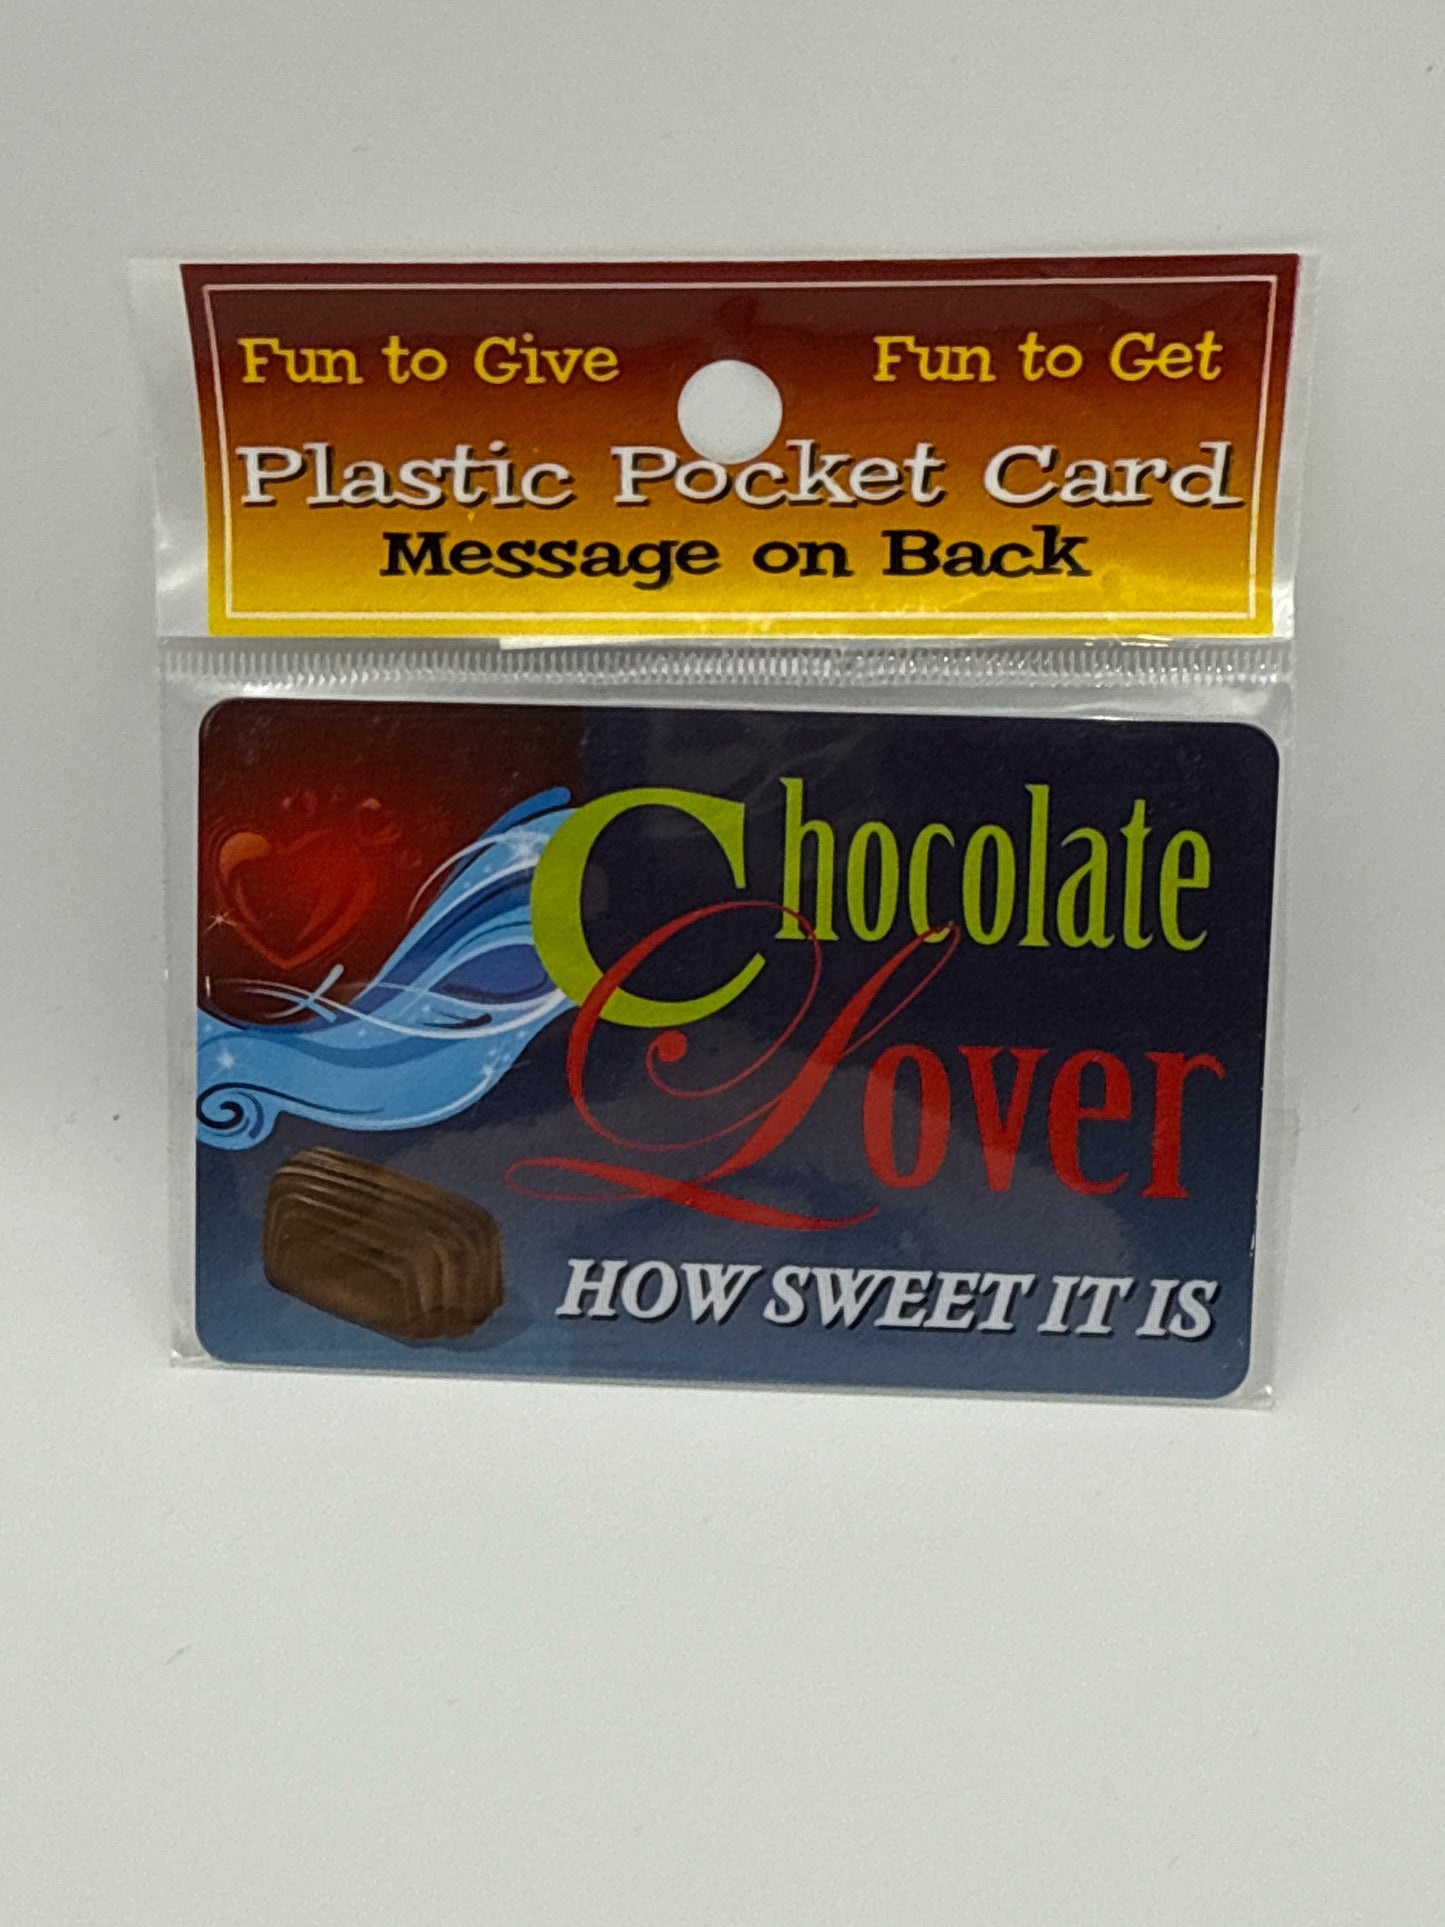 Fun to Give Fun to Get
Plastic Pocket Card
Message on Back
Chocolate
Lover
HOW SWEET IT IS